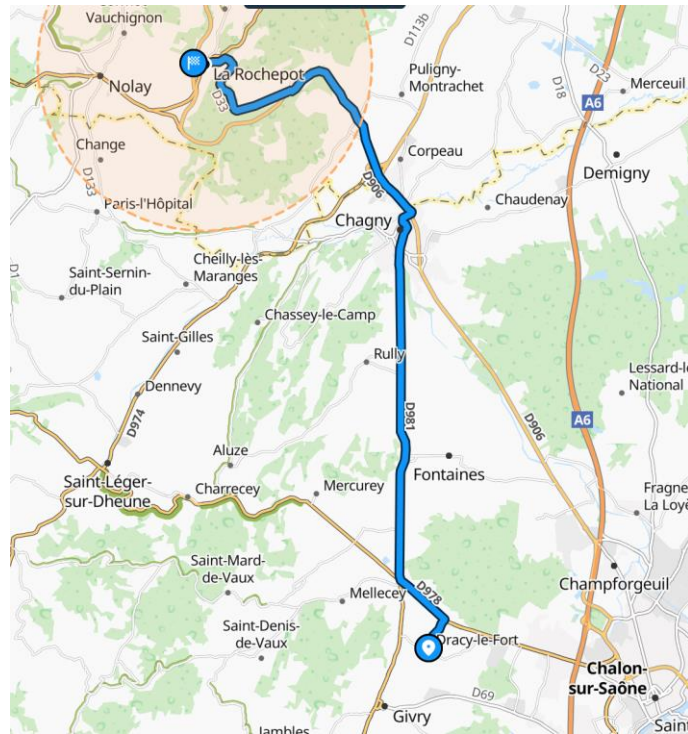 Vauchignon
D113b
D23
La Rochepot
Nolay
D33
Puligny-
Montrachet
D18
A6
Merceuil
Change
D133
Corpeau
D906
Demigny
Paris-l'Hôpital
Chaudenay
Chagny
Cheilly-lès-
Maranges
D1
Saint-Sernin-
du-Plain
Chassey-le-Camp
Saint-Gilles
Rully
Dennevy
Lessard-le
National
D974
D981
D906
A6
Aluze
Saint-Léger-
sur-Dheune
Charrecey
Mercurey
Fontaines
Fragne
La Loyè
Saint-Mard-
de-Vaux
D978
Champforgeuil
Mellecey
Saint-Denis-
de-Vaux
Dracy-le-Fort
Chalon-
sur-Saône
D69
Givry
Jambles
Saint